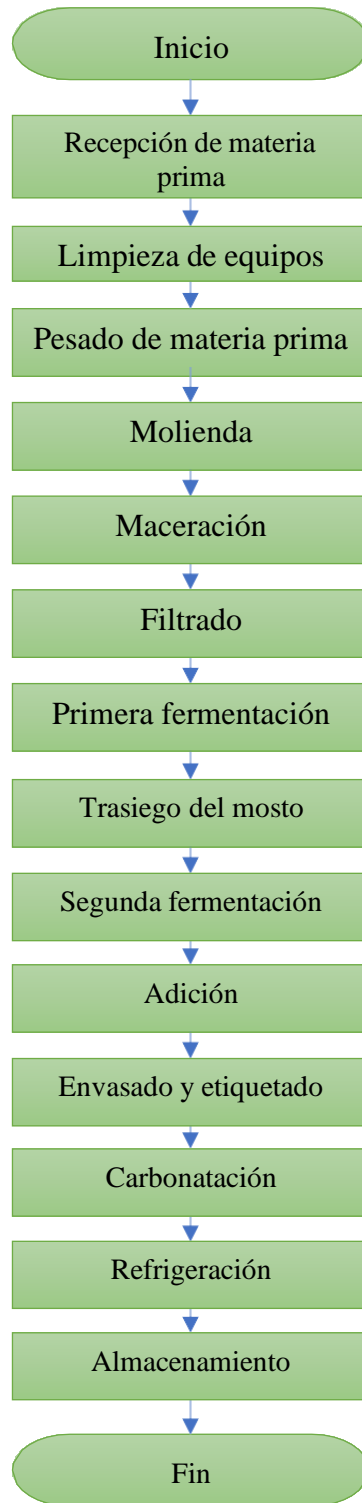 Inicio
Recepción de materia
prima
Limpieza de equipos
Pesado de materia prima
Molienda
Maceración
Filtrado
Primera fermentación
Trasiego del mosto
Segunda fermentación
Adición
Envasado y etiquetado
Carbonatación
Refrigeración
Almacenamiento
Fin